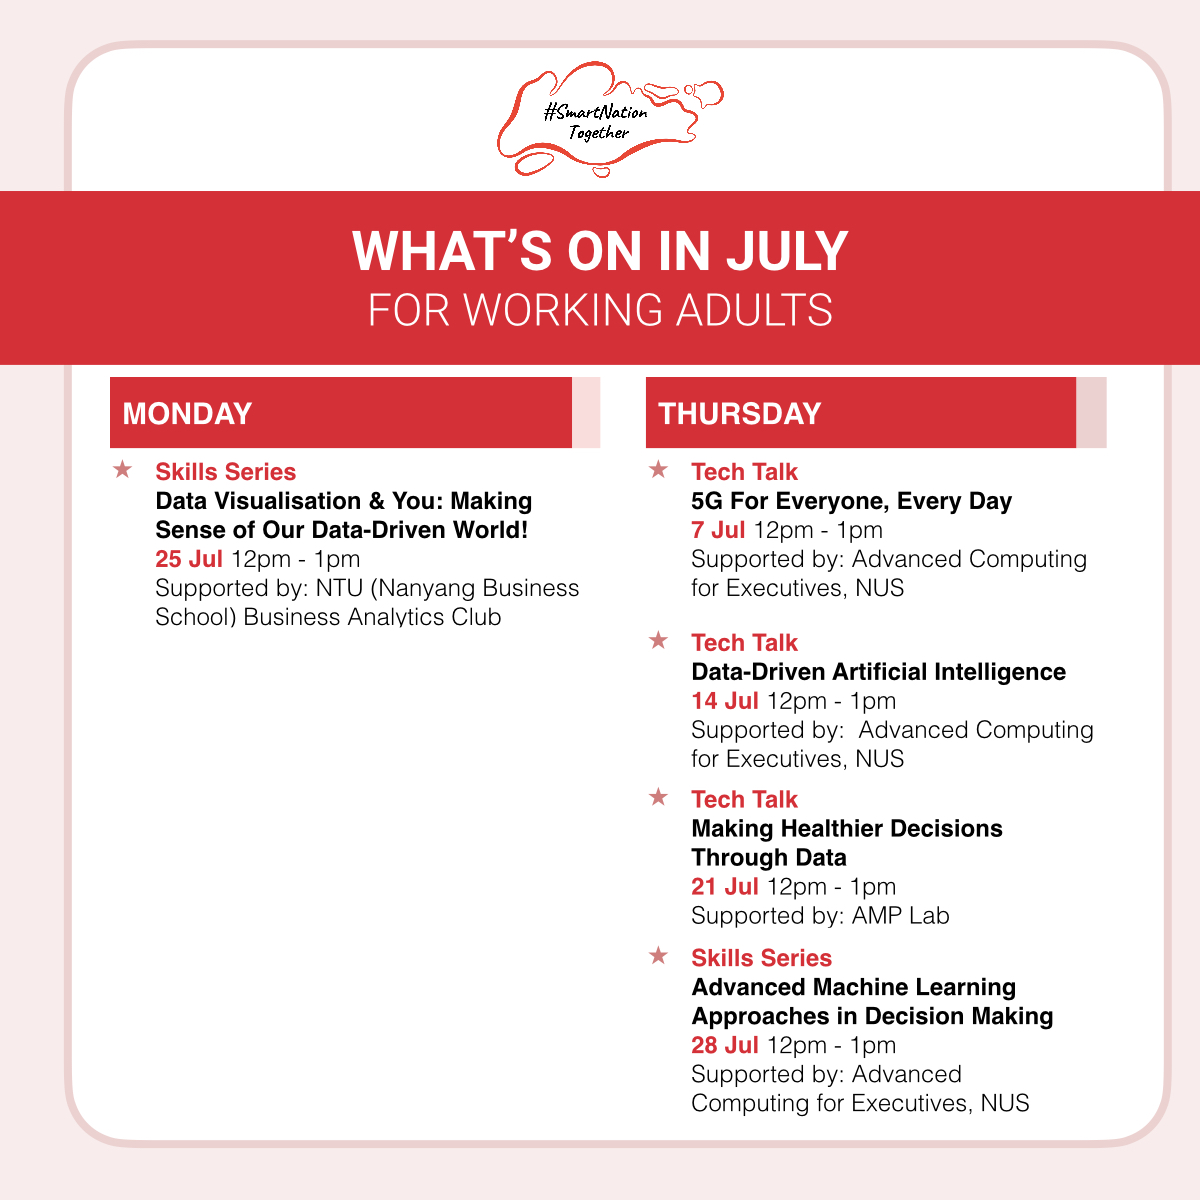 #SmartNation
Together
WHAT'S ON IN JULY
FOR WORKING ADULTS
MONDAY
★ Skills Series
Data Visualisation & You: Making
Sense of Our Data-Driven World!
25 Jul 12pm - 1pm
Supported by: NTU (Nanyang Business
School) Business Analytics Club
THURSDAY
★ Tech Talk
5G For Everyone, Every Day
7 Jul 12pm - 1pm
Supported by: Advanced Computing
for Executives, NUS
★ Tech Talk
Data-Driven Artificial Intelligence
14 Jul 12pm - 1pm
Supported by:  Advanced Computing
for Executives, NUS
★ Tech Talk
Making Healthier Decisions
Through Data
21 Jul 12pm - 1pm
Supported by: AMP Lab
★ Skills Series
Advanced Machine Learning
Approaches in Decision Making
28 Jul 12pm - 1pm
Supported by: Advanced
Computing for Executives, NUS